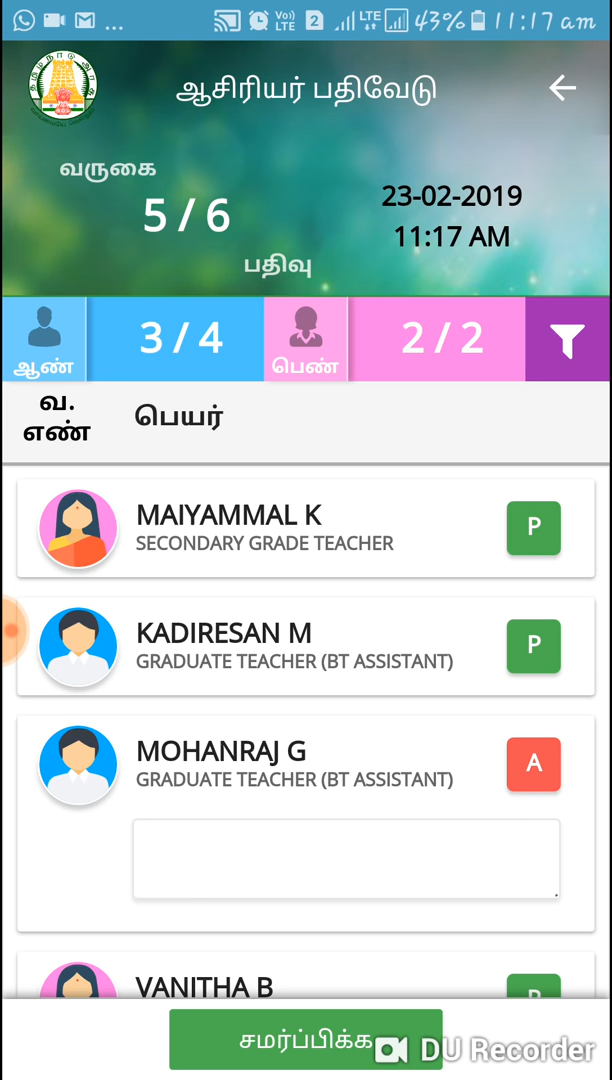 ... Vo)) LTE 2 LTE 43% 11:17 am
ஆசிரியர் பதிவேடு
வருகை
5 / 6
பதிவு
23-02-2019
11:17 AM
ஆண்
3 / 4
பெண்
2 / 2
வ. எண்
பெயர்
MAIYAMMAL K
SECONDARY GRADE TEACHER
P
KADIRESAN M
GRADUATE TEACHER (BT ASSISTANT)
P
MOHANRAJ G
GRADUATE TEACHER (BT ASSISTANT)
A
VANITHA B
P
சமர்ப்பிக்க
DU Recorder